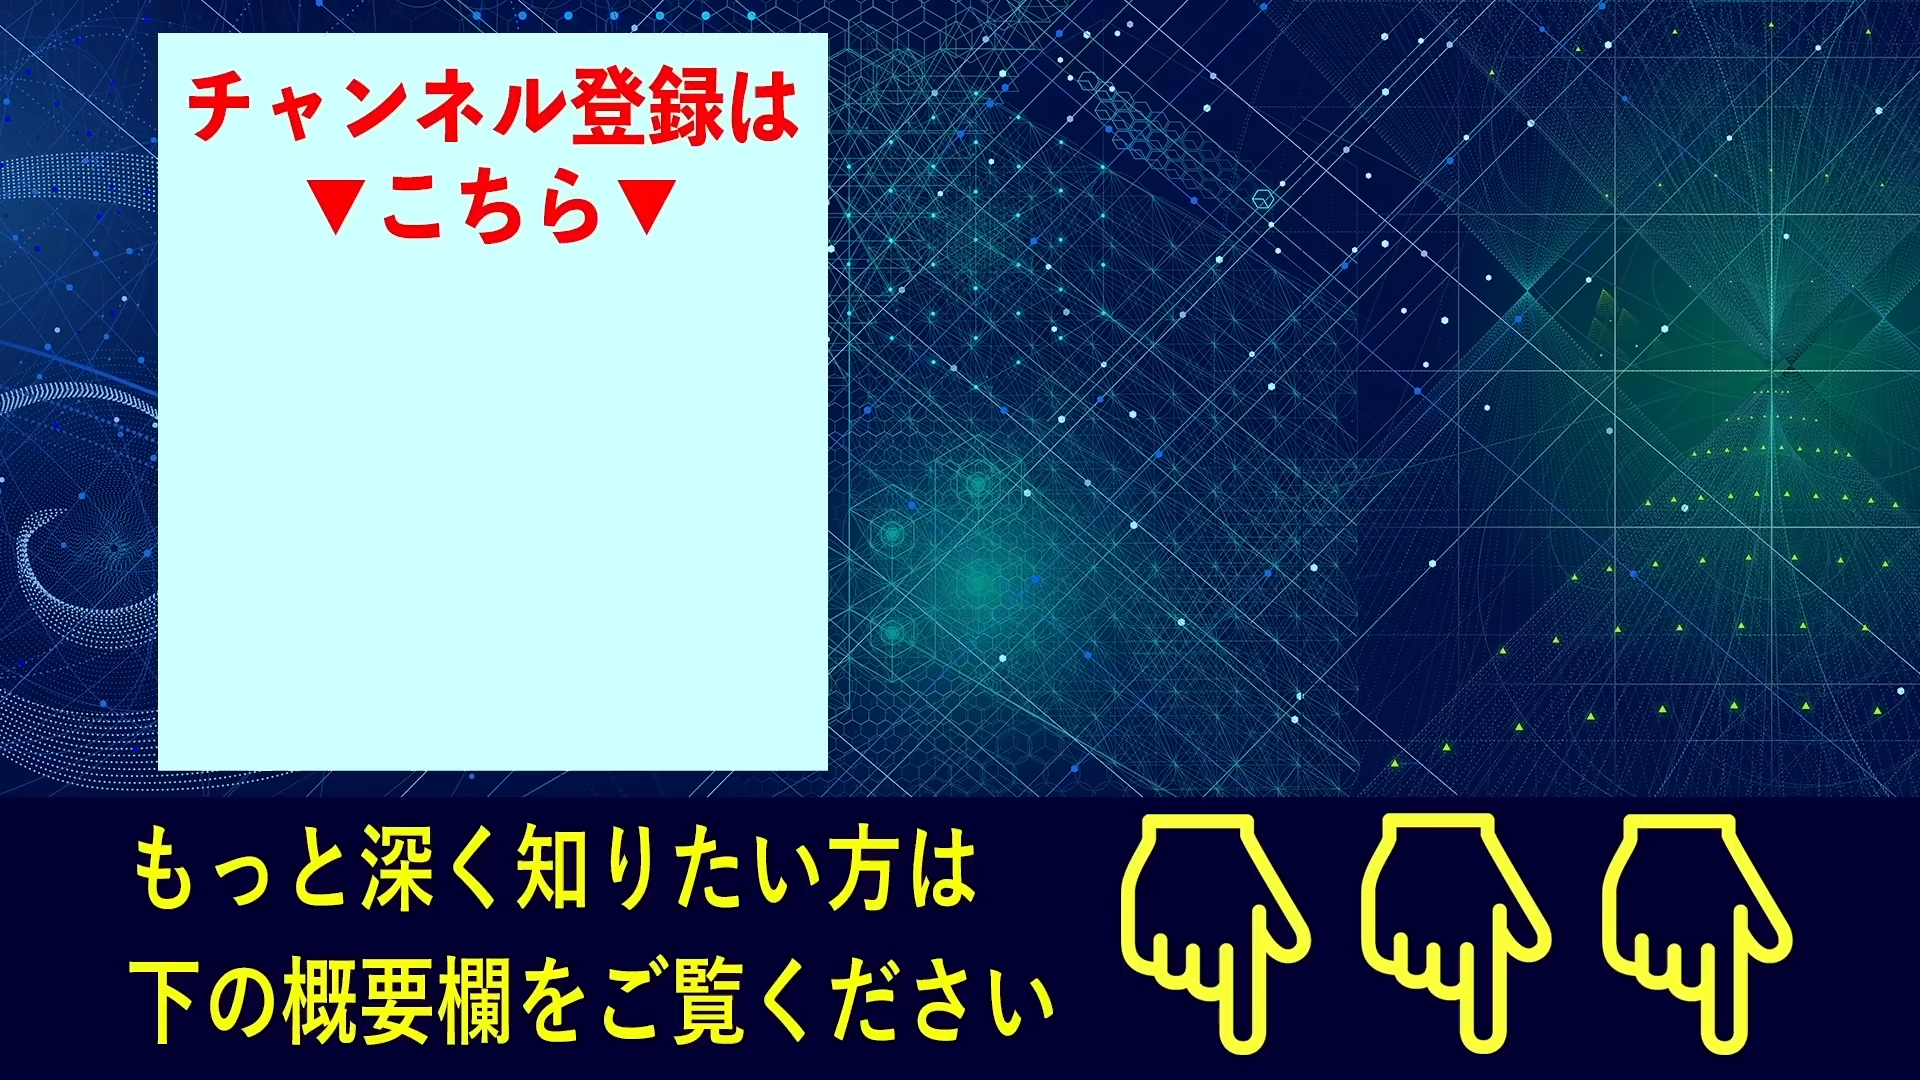 チャンネル登録は
▼こちら▼
もっと深く知りたい方は
下の概要欄をご覧ください